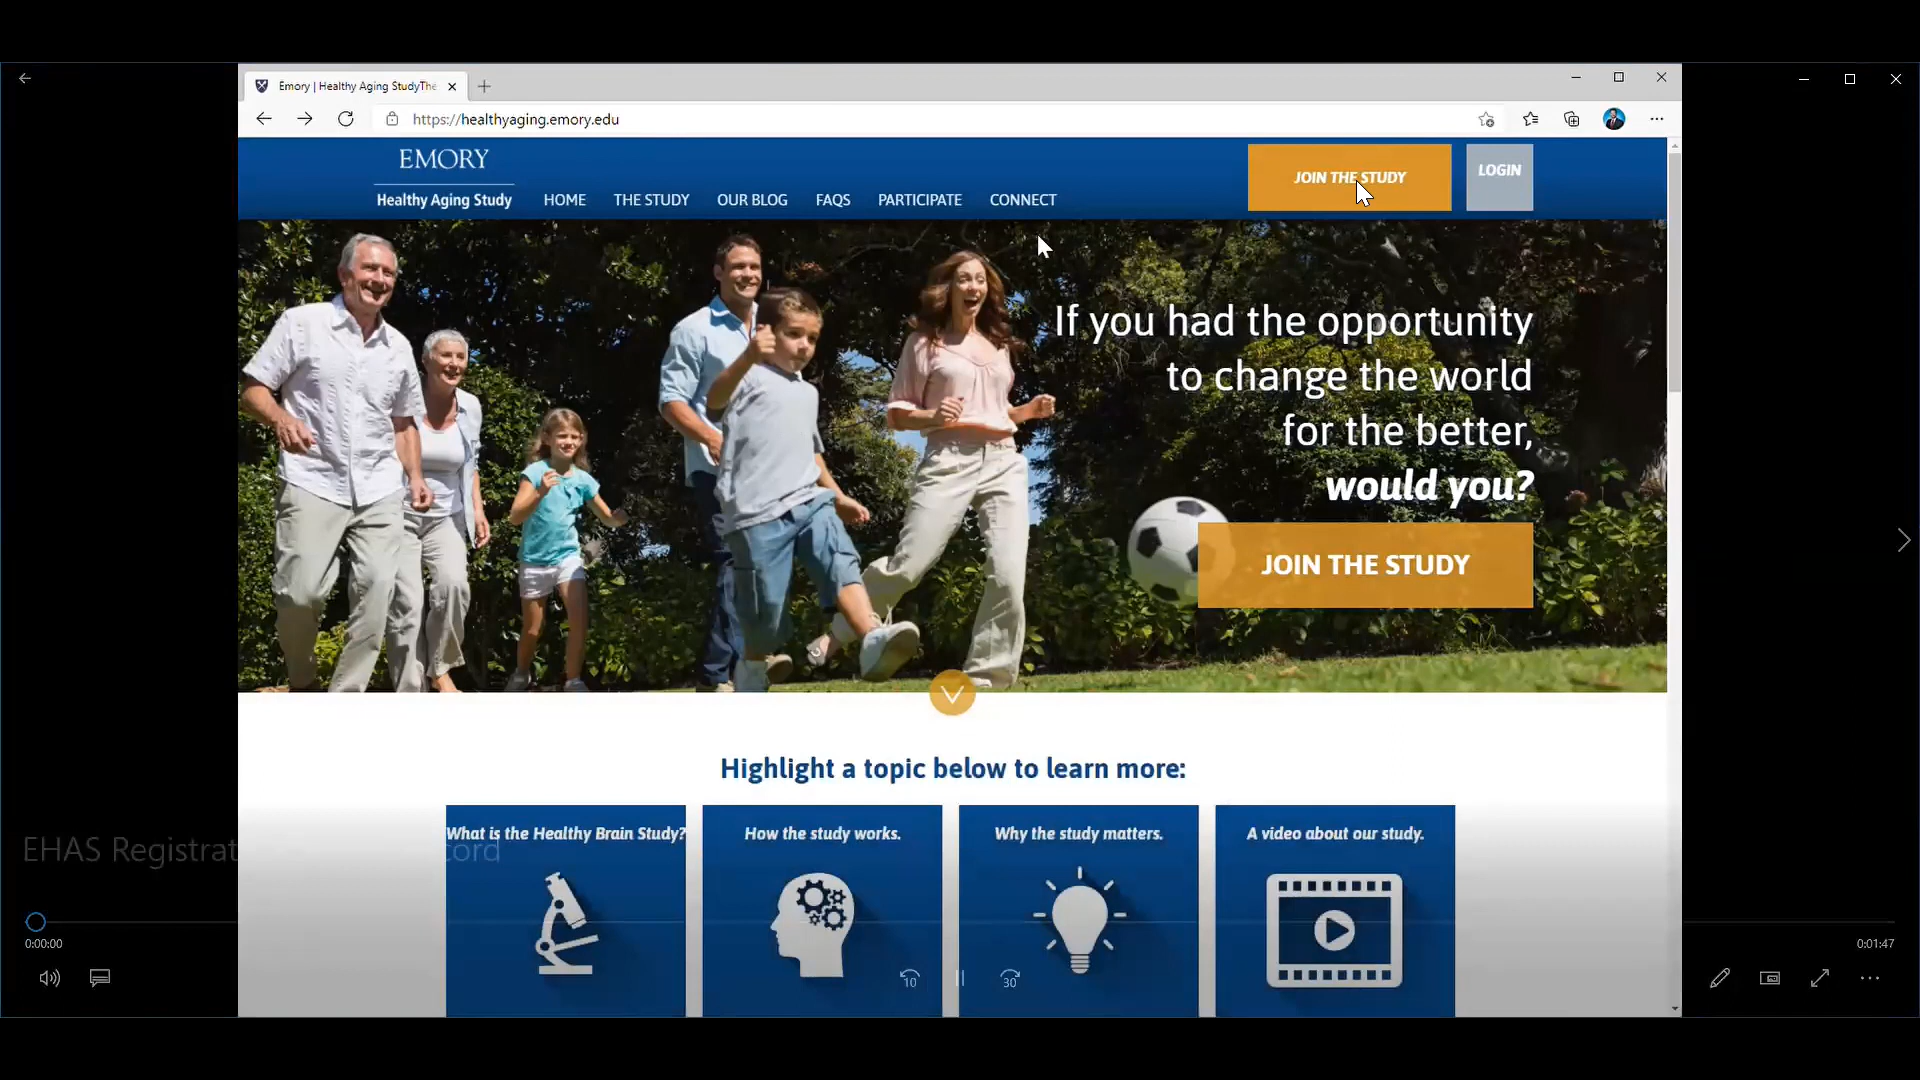 Emory | Healthy Aging StudyThe
https://healthyaging.emory.edu
EMORY
Healthy Aging Study
HOME
THE STUDY
OUR BLOG
FAQS
PARTICIPATE
CONNECT
JOIN THE STUDY
LOGIN
If you had the opportunity
to change the world
for the better,
would you?
JOIN THE STUDY
Highlight a topic below to learn more:
What is the Healthy Brain Study?
How the study works.
Why the study matters.
A video about our study.
EHAS
0:00:00
0:01:47
10
30